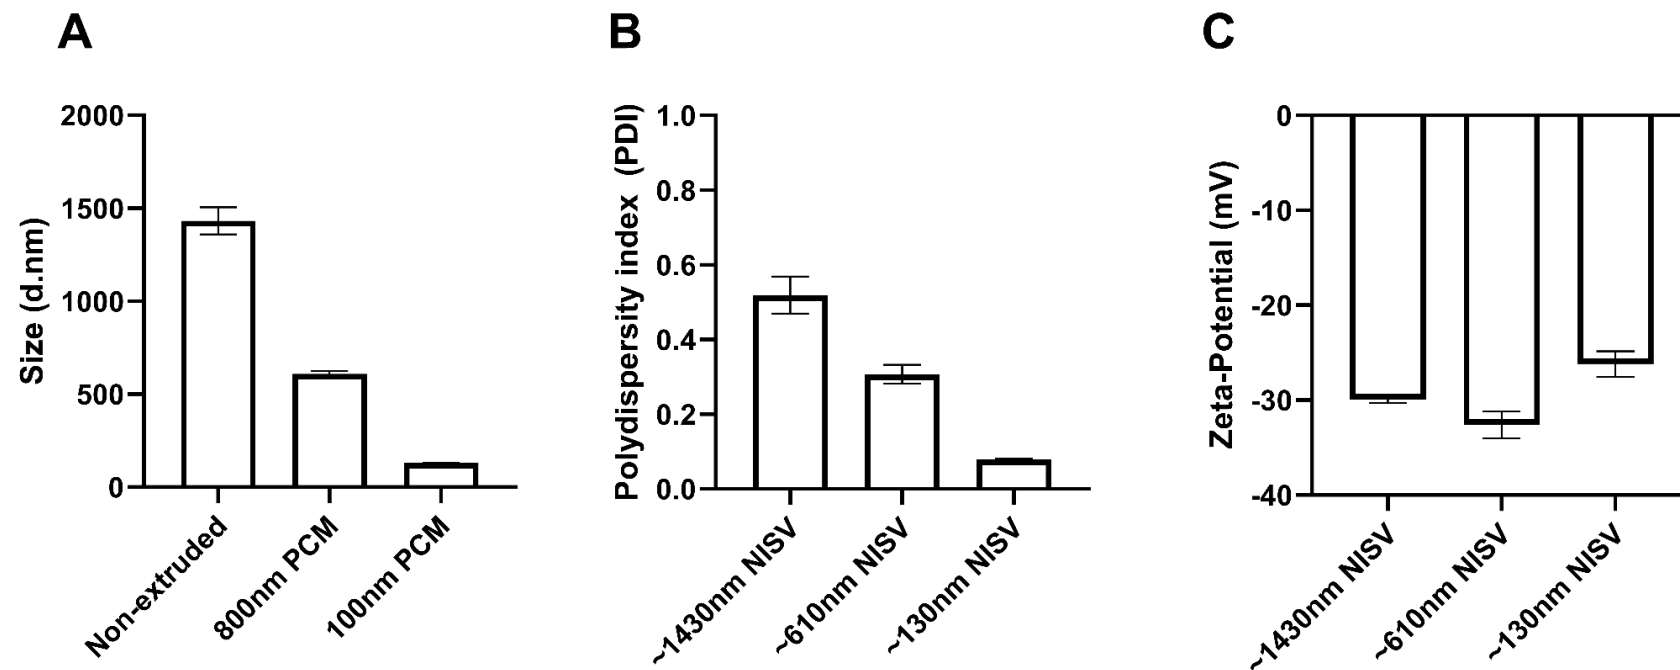 A
Size (d.nm)
2000
1500
1000
500
0
Non-extruded
800nm PCM
100nm PCM
B
Polydispersity index (PDI)
1.0
0.8
0.6
0.4
0.2
0.0
~1430nm NISV
~610nm NISV
~130nm NISV
C
Zeta-Potential (mV)
0
-10
-20
-30
-40
~1430nm NISV
~610nm NISV
~130nm NISV